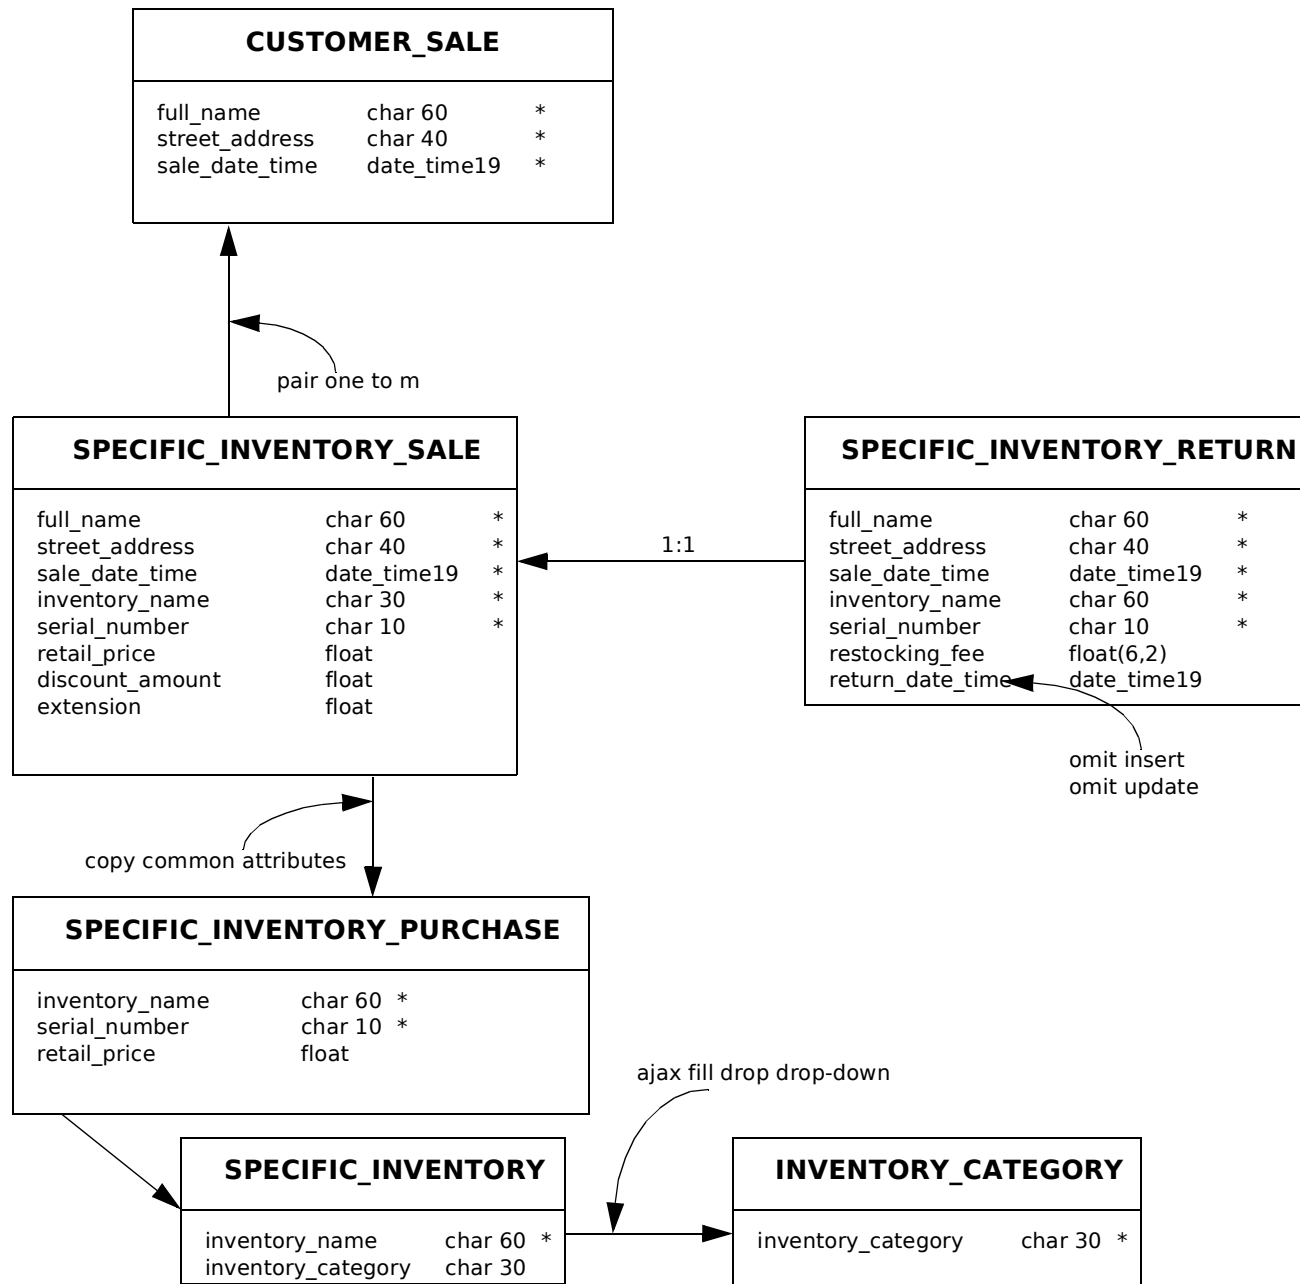 CUSTOMER_SALE
full_name char 60 *
street_address char 40 *
sale_date_time date_time19 *
pair one to m
SPECIFIC_INVENTORY_SALE
full_name char 60 *
street_address char 40 *
sale_date_time date_time19 *
inventory_name char 30 *
serial_number char 10 *
retail_price float
discount_amount float
extension float
1:1
SPECIFIC_INVENTORY_RETURN
full_name char 60 *
street_address char 40 *
sale_date_time date_time19 *
inventory_name char 60 *
serial_number char 10 *
restocking_fee float(6,2)
return_date_time date_time19
omit insert
omit update
copy common attributes
SPECIFIC_INVENTORY_PURCHASE
inventory_name char 60 *
serial_number char 10 *
retail_price float
ajax fill drop drop-down
SPECIFIC_INVENTORY
inventory_name char 60 *
inventory_category char 30
INVENTORY_CATEGORY
inventory_category char 30 *